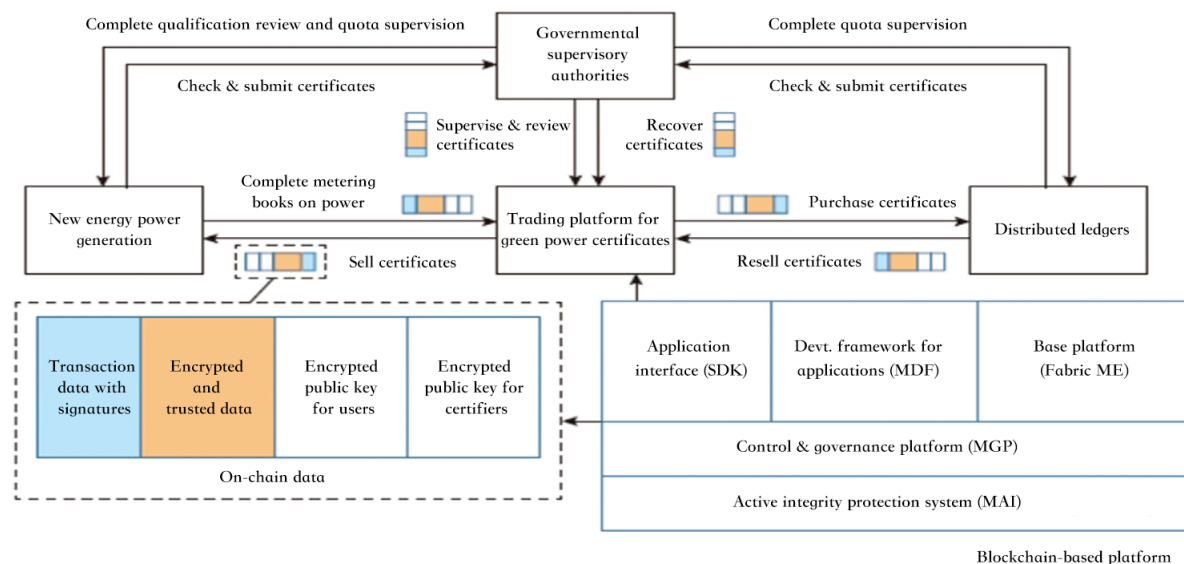 Complete qualification review and quota supervision
Complete quota supervision
Governmental
supervisory
authorities
Check & submit certificates
Check & submit certificates
Supervise & review
certificates
Recover
certificates
Complete metering
books on power
Purchase certificates
New energy power
generation
Trading platform for
green power certificates
Distributed ledgers
Sell certificates
Resell certificates
Transaction
data with
signatures
Encrypted
and
trusted data
Encrypted
public key
for users
Encrypted
public key for
certifiers
On-chain data
Application
interface (SDK)
Devt. framework for
applications (MDF)
Base platform
(Fabric ME)
Control & governance platform (MGP)
Active integrity protection system (MAI)
Blockchain-based platform